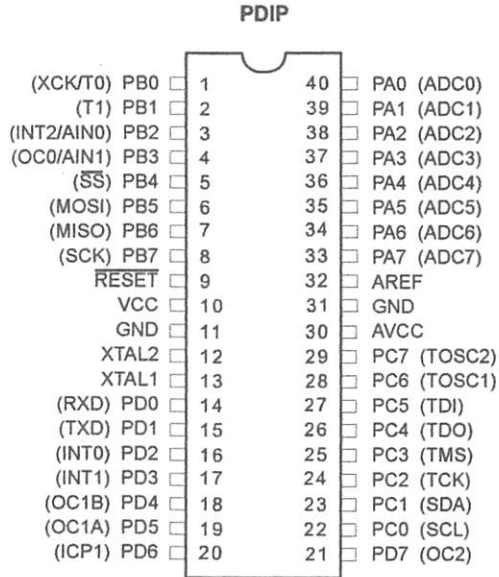 PDIP
(XCK/T0) PB0 1 40 PA0 (ADC0)
(T1) PB1 2 39 PA1 (ADC1)
(INT2/AIN0) PB2 3 38 PA2 (ADC2)
(OC0/AIN1) PB3 4 37 PA3 (ADC3)
(SS) PB4 5 36 PA4 (ADC4)
(MOSI) PB5 6 35 PA5 (ADC5)
(MISO) PB6 7 34 PA6 (ADC6)
(SCK) PB7 8 33 PA7 (ADC7)
RESET 9 32 AREF
VCC 10 31 GND
GND 11 30 AVCC
XTAL2 12 29 PC7 (TOSC2)
XTAL1 13 28 PC6 (TOSC1)
(RXD) PD0 14 27 PC5 (TDI)
(TXD) PD1 15 26 PC4 (TDO)
(INT0) PD2 16 25 PC3 (TMS)
(INT1) PD3 17 24 PC2 (TCK)
(OC1B) PD4 18 23 PC1 (SDA)
(OC1A) PD5 19 22 PC0 (SCL)
(ICP1) PD6 20 21 PD7 (OC2)